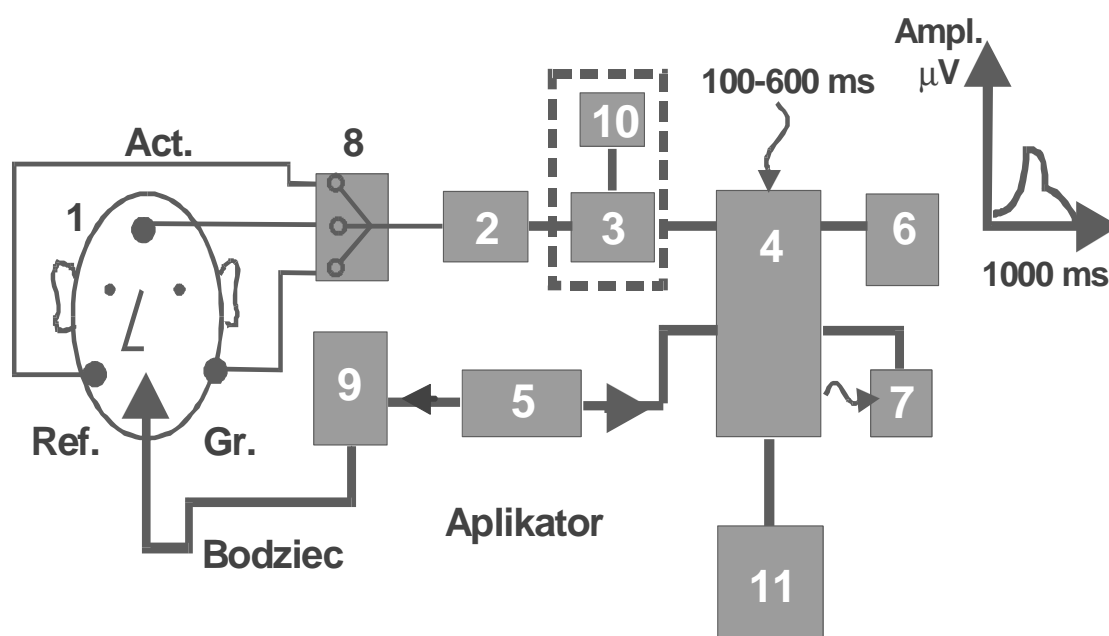 Ampl.
μV
100-600 ms
10
Act.
8
1
2
3
4
6
1000 ms
9
5
7
Ref.
Gr.
Aplikator
Bodziec
11